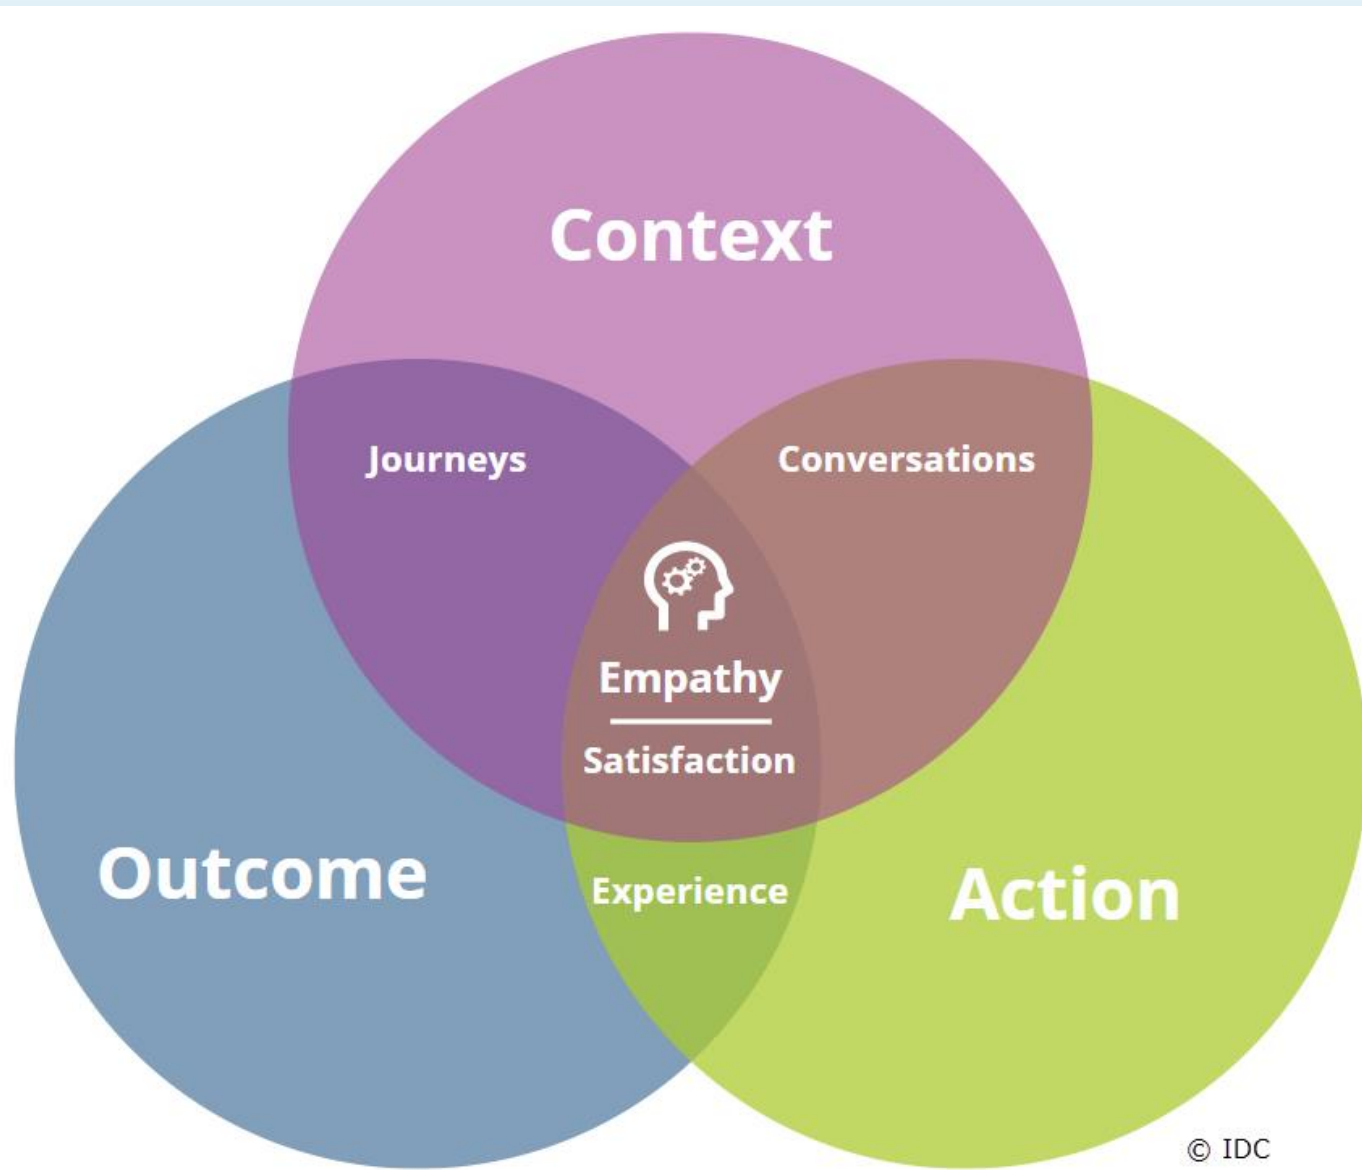 Context
Journeys
Conversations
Empathy
Satisfaction
Outcome
Experience
Action
© IDC